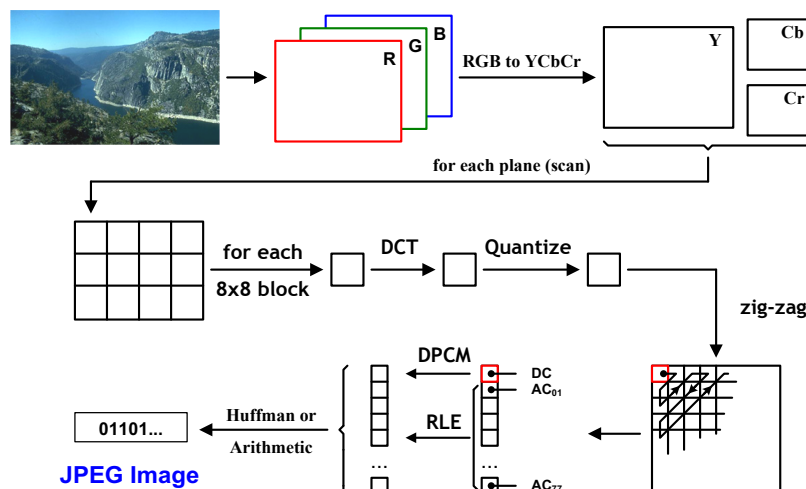 R
G
B
RGB to YCbCr
Y
Cb
Cr
for each plane (scan)
for each
8x8 block
DCT
Quantize
zig-zag
DPCM
DC
AC01
RLE
Huffman or
Arithmetic
01101...
JPEG Image
...
...
AC77